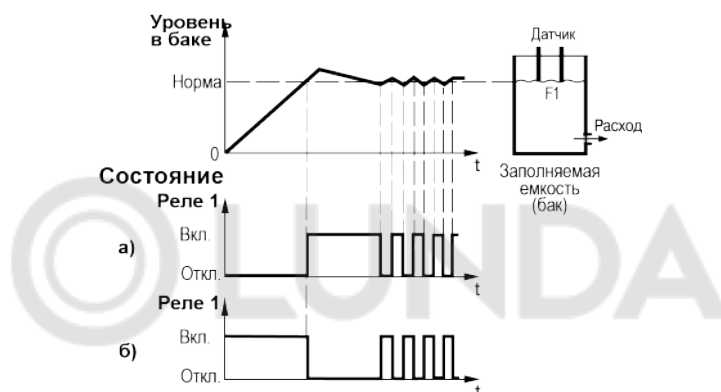 Уровень
в баке
Норма
0
t
Датчик
F1
Расход
Заполняемая
емкость
(бак)
Состояние
Реле 1
а)
Вкл.
Откл.
t
Реле 1
б)
Вкл.
Откл.
t
LUNDA